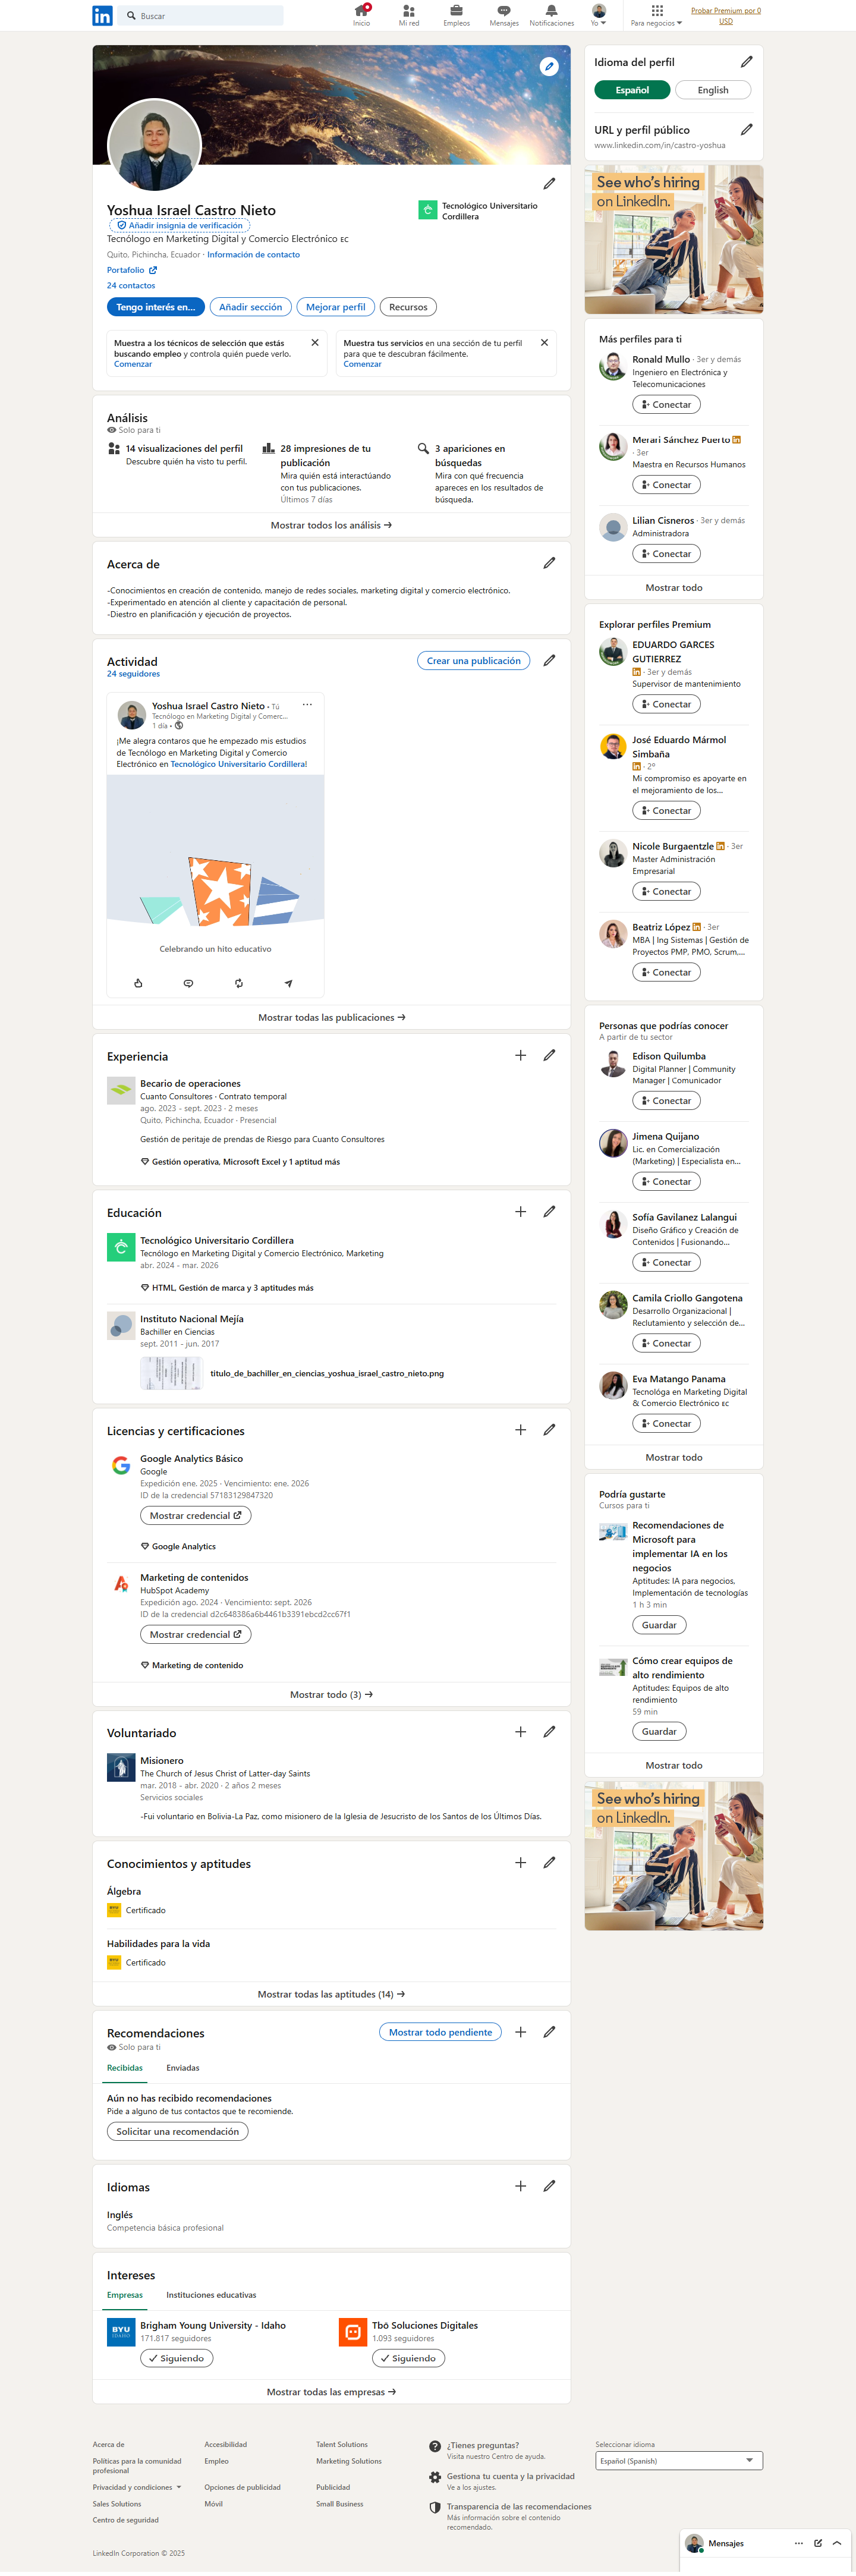 Buscar
Inicio
Mi red
Empleos
Mensajes
Notificaciones
Yo
Para negocios
Probar Premium por 0
USD
Yoshua Israel Castro Nieto
Añadir insignia de verificación
Tecnólogo en Marketing Digital y Comercio Electrónico ᴇᴄ
Quito, Pichincha, Ecuador · Información de contacto
Portafolio
24 contactos
Tecnológico Universitario
Cordillera
Tengo interés en...
Añadir sección
Mejorar perfil
Recursos
Muestra a los técnicos de selección que estás
buscando empleo y controla quién puede verlo.
Comenzar
Muestra tus servicios en una sección de tu perfil
para que te descubran fácilmente.
Comenzar
Análisis
Solo para ti
14 visualizaciones del perfil
Descubre quién ha visto tu perfil.
28 impresiones de tu
publicación
Mira quién está interactuando
con tus publicaciones.
Últimos 7 días
3 apariciones en
búsquedas
Mira con qué frecuencia
apareces en los resultados de
búsqueda.
Mostrar todos los análisis →
Acerca de
-Conocimientos en creación de contenido, manejo de redes sociales, marketing digital y comercio electrónico.
-Experimentado en atención al cliente y capacitación de personal.
-Diestro en planificación y ejecución de proyectos.
Actividad
24 seguidores
Crear una publicación
Yoshua Israel Castro Nieto • Tú
Tecnólogo en Marketing Digital y Comerc...
1 día •
¡Me alegra contaros que he empezado mis estudios
de Tecnólogo en Marketing Digital y Comercio
Electrónico en Tecnológico Universitario Cordillera!
Celebrando un hito educativo
Mostrar todas las publicaciones →
Experiencia
Becario de operaciones
Cuanto Consultores · Contrato temporal
ago. 2023 - sept. 2023 · 2 meses
Quito, Pichincha, Ecuador · Presencial
Gestión de peritaje de prendas de Riesgo para Cuanto Consultores
Gestión operativa, Microsoft Excel y 1 aptitud más
Educación
Tecnológico Universitario Cordillera
Tecnólogo en Marketing Digital y Comercio Electrónico, Marketing
abr. 2024 - mar. 2026
HTML, Gestión de marca y 3 aptitudes más
Instituto Nacional Mejía
Bachiller en Ciencias
sept. 2011 - jun. 2017
titulo_de_bachiller_en_ciencias_yoshua_israel_castro_nieto.png
Licencias y certificaciones
Google Analytics Básico
Google
Expedición ene. 2025 · Vencimiento: ene. 2026
ID de la credencial 57183129847320
Mostrar credencial
Google Analytics
Marketing de contenidos
HubSpot Academy
Expedición ago. 2024 · Vencimiento: sept. 2026
ID de la credencial d2c648386a6b4461b3391ebcd2cc67f1
Mostrar credencial
Marketing de contenido
Mostrar todo (3) →
Voluntariado
Misionero
The Church of Jesus Christ of Latter-day Saints
mar. 2018 - abr. 2020 · 2 años 2 meses
Servicios sociales
-Fui voluntario en Bolivia-La Paz, como misionero de la Iglesia de Jesucristo de los Santos de los Últimos Días.
Conocimientos y aptitudes
Álgebra
Certificado
Habilidades para la vida
Certificado
Mostrar todas las aptitudes (14) →
Recomendaciones
Solo para ti
Mostrar todo pendiente
Recibidas
Enviadas
Aún no has recibido recomendaciones
Pide a alguno de tus contactos que te recomiende.
Solicitar una recomendación
Idiomas
Inglés
Competencia básica profesional
Intereses
Empresas
Instituciones educativas
BYU
IDAHO
Brigham Young University - Idaho
171.817 seguidores
Siguiendo
Tbô Soluciones Digitales
1.093 seguidores
Siguiendo
Mostrar todas las empresas →
Idioma del perfil
Español
English
URL y perfil público
www.linkedin.com/in/castro-yoshua
See who's hiring
on LinkedIn.
Más perfiles para ti
Ronald Mullo · 3er y demás
Ingeniero en Electrónica y
Telecomunicaciones
Conectar
Merari Sánchez Puerto
· 3er
Maestra en Recursos Humanos
Conectar
Lilian Cisneros · 3er y demás
Administradora
Conectar
Mostrar todo
Explorar perfiles Premium
EDUARDO GARCES
GUTIERREZ
· 3er y demás
Supervisor de mantenimiento
Conectar
José Eduardo Mármol
Simbaña
· 2º
Mi compromiso es apoyarte en
el mejoramiento de los...
Conectar
Nicole Burgaentzle · 3er
Master Administración
Empresarial
Conectar
Beatriz López · 3er
MBA | Ing Sistemas | Gestión de
Proyectos PMP, PMO, Scrum,...
Conectar
Personas que podrías conocer
A partir de tu sector
Edison Quilumba
Digital Planner | Community
Manager | Comunicador
Conectar
Jimena Quijano
Lic. en Comercialización
(Marketing) | Especialista en...
Conectar
Sofía Gavilanez Lalangui
Diseño Gráfico y Creación de
Contenidos | Fusionando...
Conectar
Camila Criollo Gangotena
Desarrollo Organizacional |
Reclutamiento y selección de...
Conectar
Eva Matango Panama
Tecnológa en Marketing Digital
& Comercio Electrónico ᴇᴄ
Conectar
Mostrar todo
Podría gustarte
Cursos para ti
Recomendaciones de
Microsoft para
implementar IA en los
negocios
Aptitudes: IA para negocios,
Implementación de tecnologías
1 h 3 min
Guardar
Cómo crear equipos de
alto rendimiento
Aptitudes: Equipos de alto
rendimiento
59 min
Guardar
Mostrar todo
See who's hiring
on LinkedIn.
Acerca de
Accesibilidad
Talent Solutions
Políticas para la comunidad
profesional
Empleo
Marketing Solutions
Privacidad y condiciones
Opciones de publicidad
Publicidad
Sales Solutions
Móvil
Small Business
Centro de seguridad
¿Tienes preguntas?
Visita nuestro Centro de ayuda.
Gestiona tu cuenta y la privacidad
Ve a los ajustes.
Transparencia de las recomendaciones
Más información sobre el contenido
recomendado.
Seleccionar idioma
Español (Spanish)
LinkedIn Corporation © 2025
Mensajes